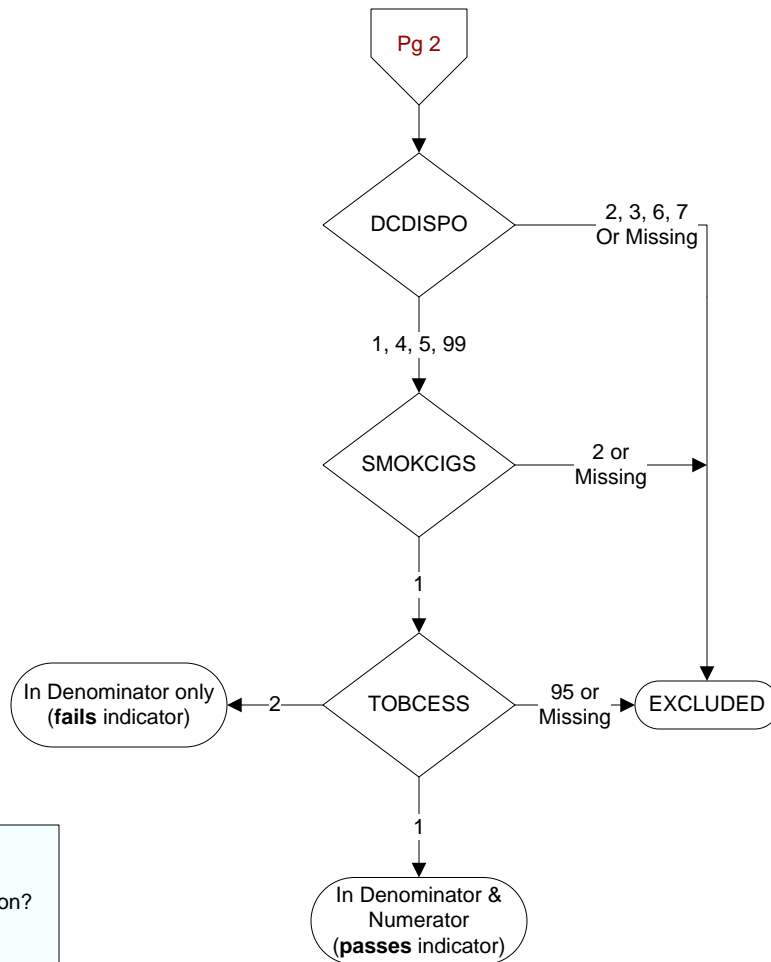 Pg 2
DCDISPO
2, 3, 6, 7
Or Missing
1, 4, 5, 99
SMOKCIGS
2 or
Missing
1
In Denominator only
(fails indicator)
2
TOBCESS
95 or
Missing
EXCLUDED
1
on?
In Denominator &
Numerator
(passes indicator)